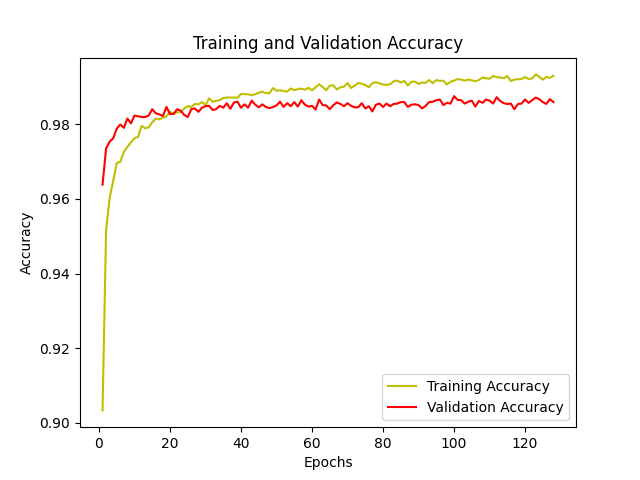 Training and Validation Accuracy
Accuracy
0.98
0.96
0.94
0.92
0.90
0 20 40 60 80 100 120
Epochs
Training Accuracy
Validation Accuracy